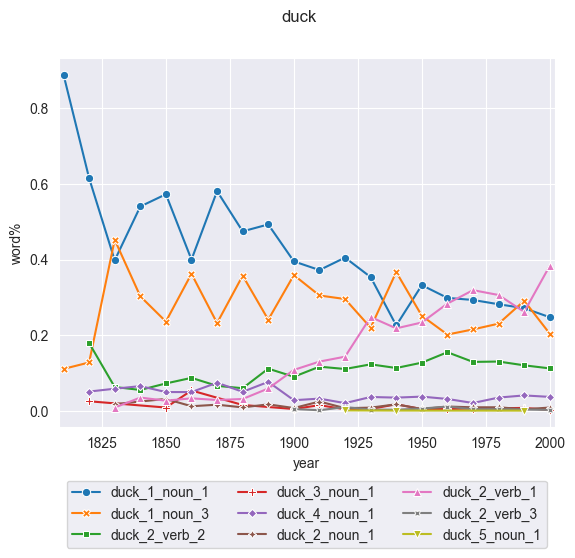 duck
word%
0.8
0.6
0.4
0.2
0.0
1825 1850 1875 1900 1925 1950 1975 2000
year
duck_1_noun_1 duck_3_noun_1 duck_2_verb_1
duck_1_noun_3 duck_4_noun_1 duck_2_verb_3
duck_2_verb_2 duck_2_noun_1 duck_5_noun_1